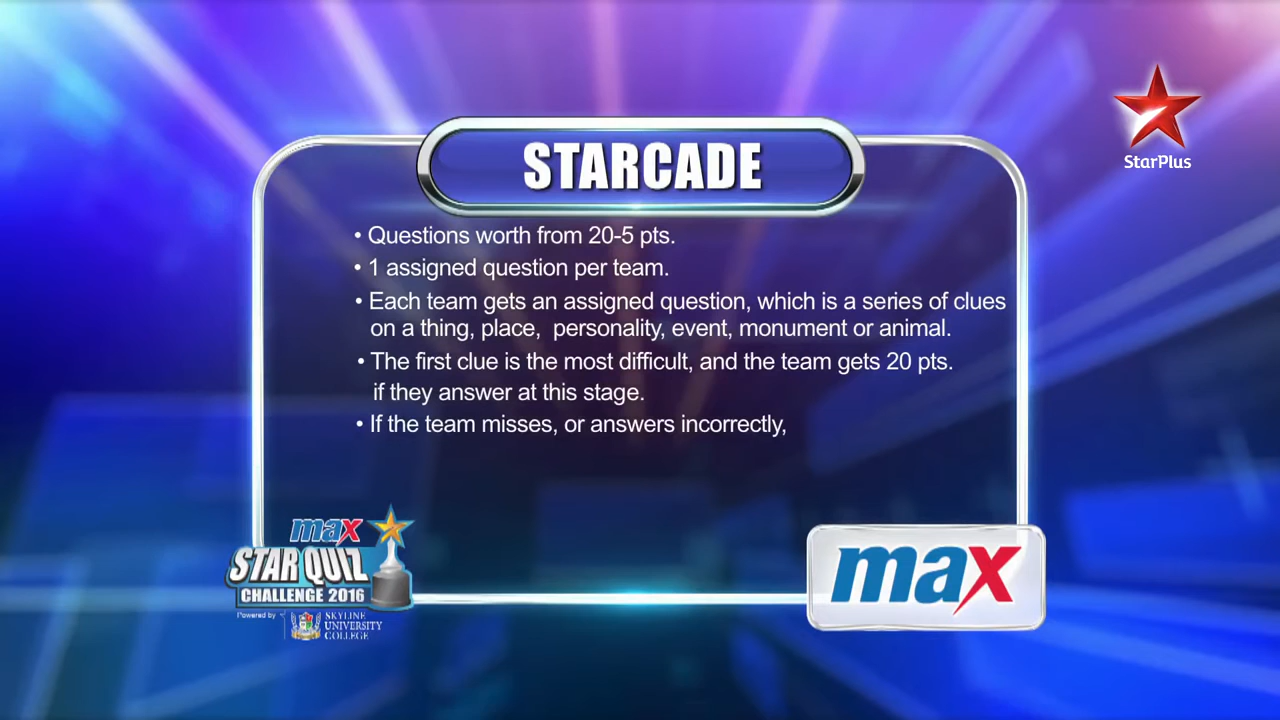 STARCADE
StarPlus
• Questions worth from 20-5 pts.
• 1 assigned question per team.
• Each team gets an assigned question, which is a series of clues
on a thing, place, personality, event, monument or animal.
• The first clue is the most difficult, and the team gets 20 pts.
if they answer at this stage.
• If the team misses, or answers incorrectly,
max
STAR QUIZ
CHALLENGE 2016
Powered by
SKYLINE
UNIVERSITY
COLLEGE
max